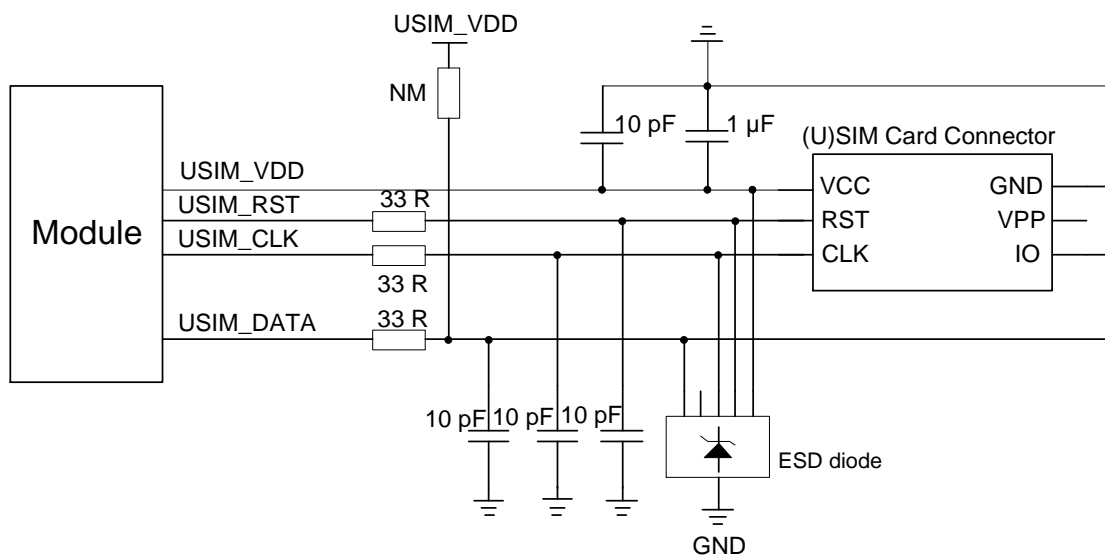 USIM_VDD
NM
10 pF 1 µF
(U)SIM Card Connector
USIM_VDD
VCC GND
USIM_RST 33 R
RST VPP
Module
USIM_CLK
CLK IO
33 R
USIM_DATA 33 R
10 pF 10 pF 10 pF
ESD diode
GND